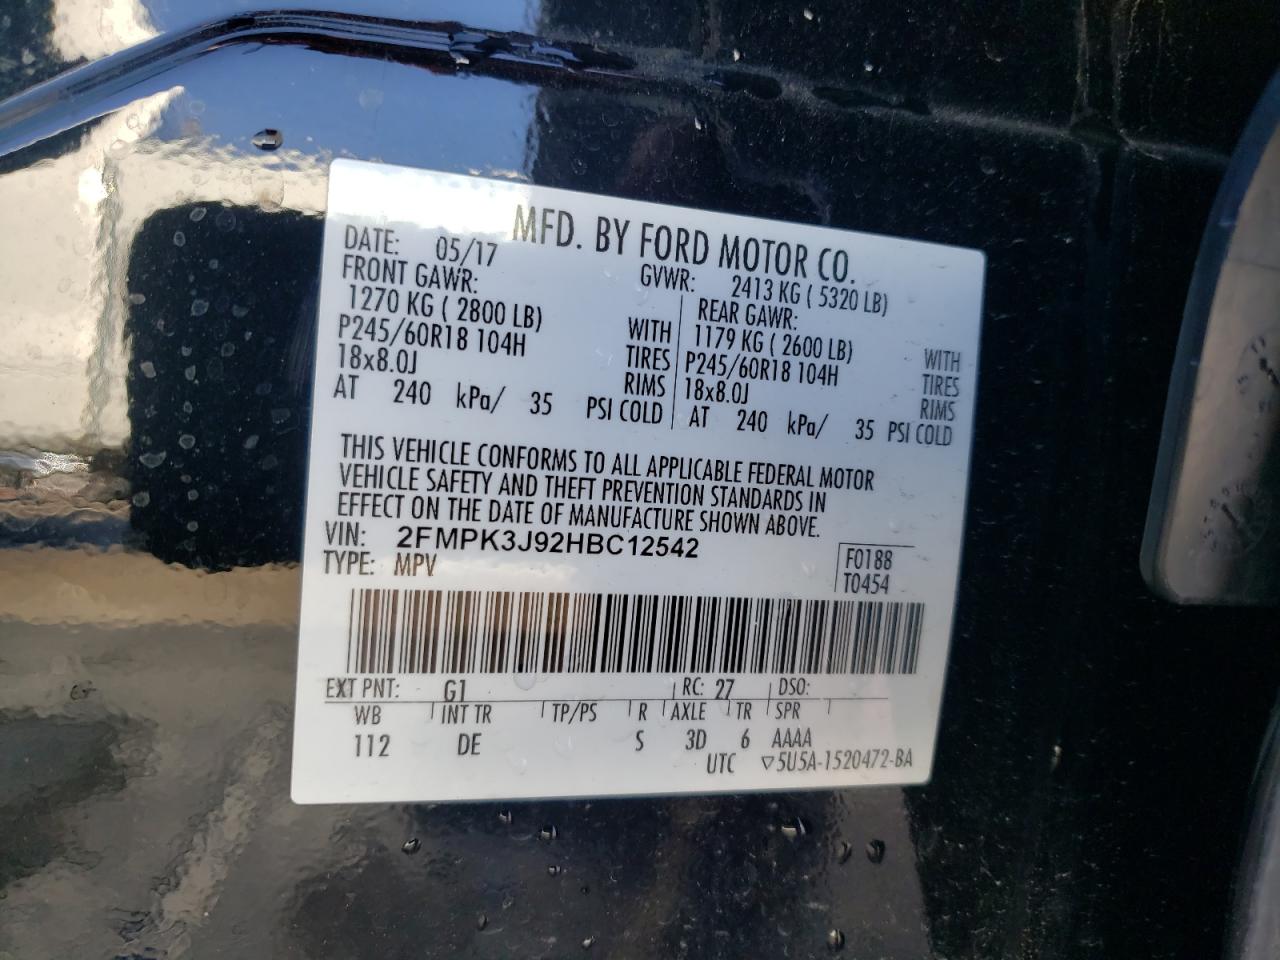 MFD. BY FORD MOTOR CO.
DATE: 05/17 GVWR: 2413 KG ( 5320 LB)
FRONT GAWR: REAR GAWR:
1270 KG ( 2800 LB) WITH 1179 KG ( 2600 LB) WITH
P245/60R18 104H TIRES P245/60R18 104H TIRES
18x8.0J RIMS 18x8.0J RIMS
AT 240 kPa/ 35 PSI COLD AT 240 kPa/ 35 PSI COLD
THIS VEHICLE CONFORMS TO ALL APPLICABLE FEDERAL MOTOR
VEHICLE SAFETY AND THEFT PREVENTION STANDARDS IN
EFFECT ON THE DATE OF MANUFACTURE SHOWN ABOVE.
VIN: 2FMPK3J92HBC12542
TYPE: MPV
F0188
T0454
EXT PNT: G1 RC: 27 DSO:
WB INT TR TP/PS R AXLE TR SPR
112 DE S 3D 6 AAAA
UTC ▽5U5A-1520472-BA